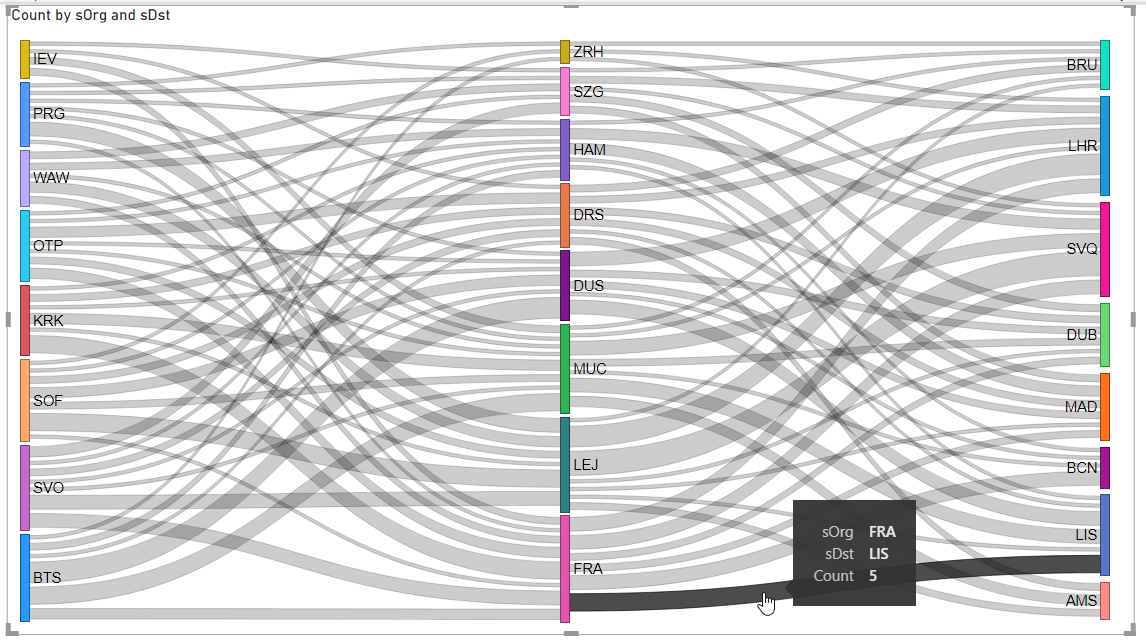 Count by sOrg and sDst
IEV
PRG
WAW
OTP
KRK
SOF
SVO
BTS
ZRH
SZG
HAM
DRS
DUS
MUC
LEJ
FRA
BRU
LHR
SVQ
DUB
MAD
BCN
LIS
AMS
sOrg FRA
sDst LIS
Count 5